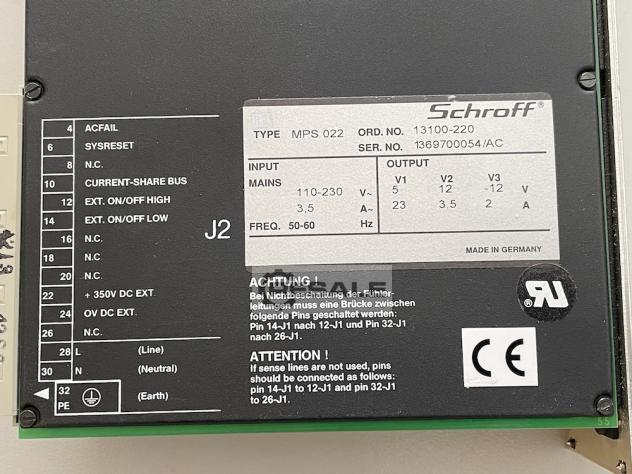 4 ACFAIL
6 SYSRESET
8 N.C.
10 CURRENT-SHARE BUS
12 EXT. ON/OFF HIGH
14 EXT. ON/OFF LOW
16 N.C.
18 N.C
20 N.C.
22 + 350V DC EXT.
24 OV DC EXT.
26 N.C.
28 L (Line)
30 N (Neutral)
32 PE (Earth)
J2
Schroff®
TYPE MPS 022 ORD. NO. 13100-220
SER. NO. 1369700054/AC
INPUT OUTPUT
MAINS V1 V2 V3
110-230 V~ 5 12 -12 V
3,5 A~ 23 3,5 2 A
FREQ. 50-60 Hz
MADE IN GERMANY
ACHTUNG !
Bei Nichtbeschaltung der Fühler-
leitungen muss eine Brücke zwischen
folgende Pins geschaltet werden:
Pin 14-J1 nach 12-J1 und Pin 32-J1
nach 26-J1.
ATTENTION !
If sense lines are not used, pins
should be connected as follows:
pin 14-J1 to 12-J1 and pin 32-J1
to 26-J1.
CE